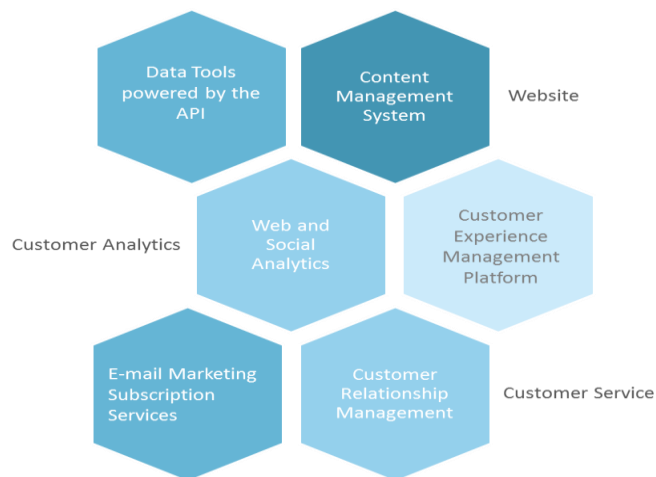 Data Tools
powered by the
API
Content
Management
System
Website
Customer Analytics
Web and
Social
Analytics
Customer
Experience
Management
Platform
E-mail Marketing
Subscription
Services
Customer
Relationship
Management
Customer Service